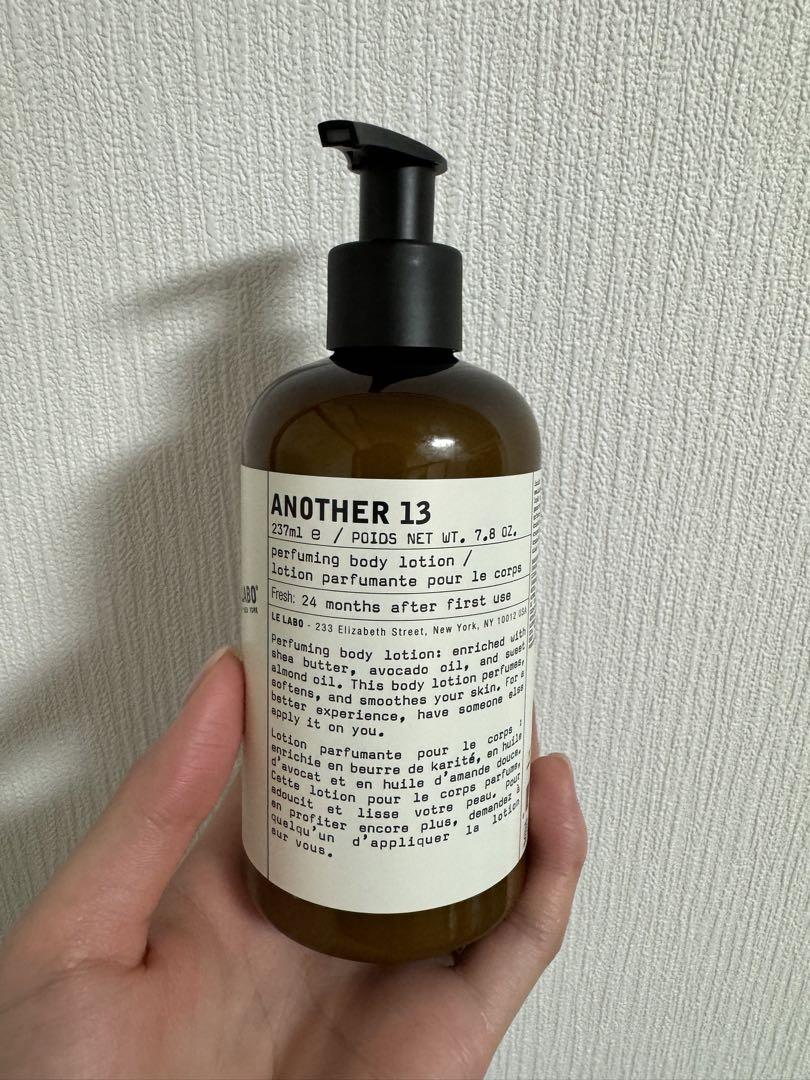 ANOTHER 13
237ml e / POIDS NET WT. 7.8 OZ.
perfuming body lotion /
lotion parfumante pour le corps
Fresh: 24 months after first use
LABO
LE LABO - 233 Elizabeth Street, New York, NY 10012 USA
Perfuming body lotion: enriched with
shea butter, avocado oil, and sweet
almond oil. This body lotion perfumes,
softens, and smoothes your skin. For a
better experience, have someone else
apply it on you.
Lotion parfumante pour le corps :
enrichie en beurre de karité, en huile
d'avocat et en huile d'amande douce.
Cette lotion pour le corps parfume,
adoucit et lisse votre peau. Pour
en profiter encore plus, demandez à
quelqu'un d'appliquer la lotion
sur vous.